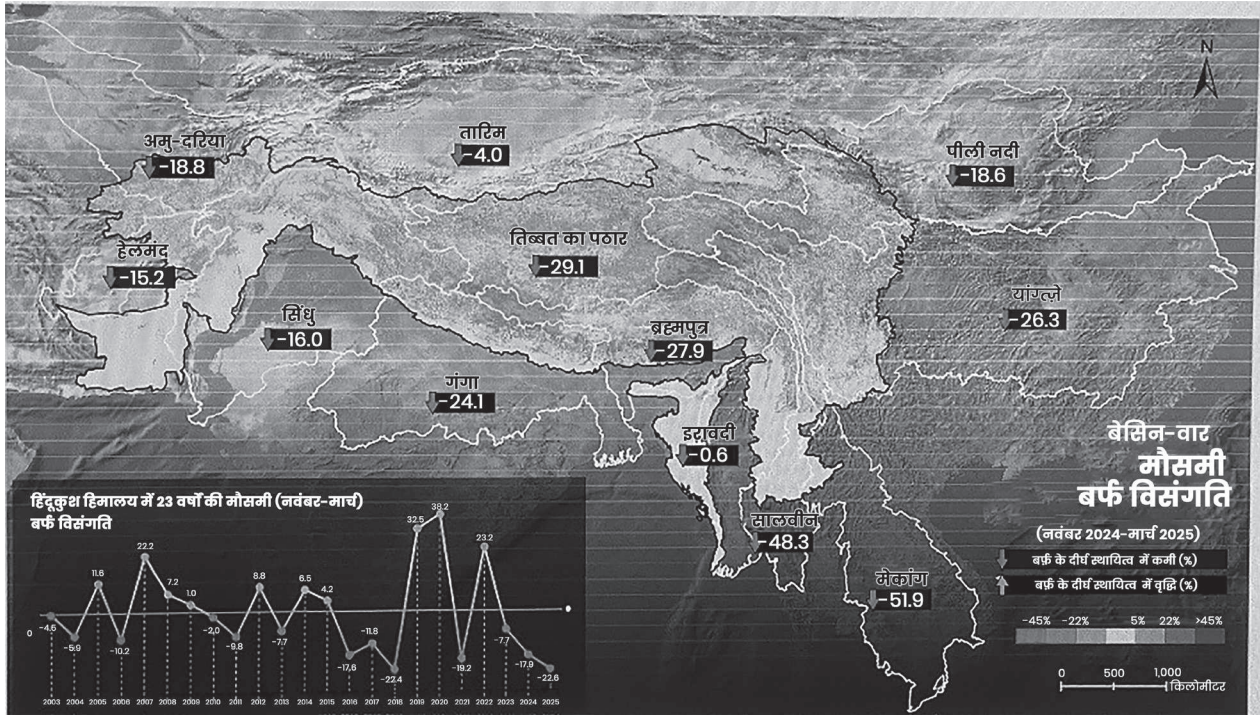 N
अमु-दरिया
-18.8
तारिम
-4.0
पीली नदी
-18.6
हेलमंद
-15.2
तिब्बत का पठार
-29.1
यांग्त्ज़े
-26.3
सिंधु
-16.0
ब्रह्मपुत्र
-27.9
गंगा
-24.1
इरावदी
-0.6
सालवीन
-48.3
मेकांग
-51.9
बेसिन-वार
मौसमी
बर्फ विसंगति
(नवंबर 2024-मार्च 2025)
बर्फ़ के दीर्घ स्थायित्व में कमी (%)
बर्फ़ के दीर्घ स्थायित्व में वृद्धि (%)
-45% -22% 5% 22% >45%
0 500 1,000
किलोमीटर
हिंदूकुश हिमालय में 23 वर्षों की मौसमी (नवंबर-मार्च)
बर्फ विसंगति
0
-4.6 -5.9 11.6 -10.2 22.2 7.2 1.0 -2.0 -9.8 8.8 -7.7 6.5 4.2 -17.6 -11.8 -22.4 32.5 38.2 -19.2 23.2 -7.7 -17.9 -22.6
2003 2004 2005 2006 2007 2008 2009 2010 2011 2012 2013 2014 2015 2016 2017 2018 2019 2020 2021 2022 2023 2024 2025